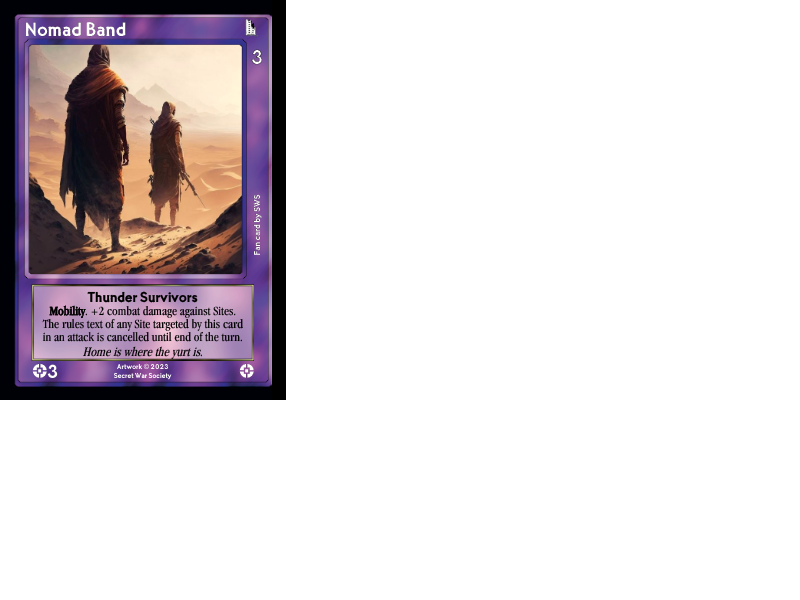 Nomad Band
3
Fan card by SWS
Thunder Survivors
Mobility. +2 combat damage against Sites.
The rules text of any Site targeted by this card
in an attack is cancelled until end of the turn.
Home is where the yurt is.
3
Artwork © 2023
Secret War Society